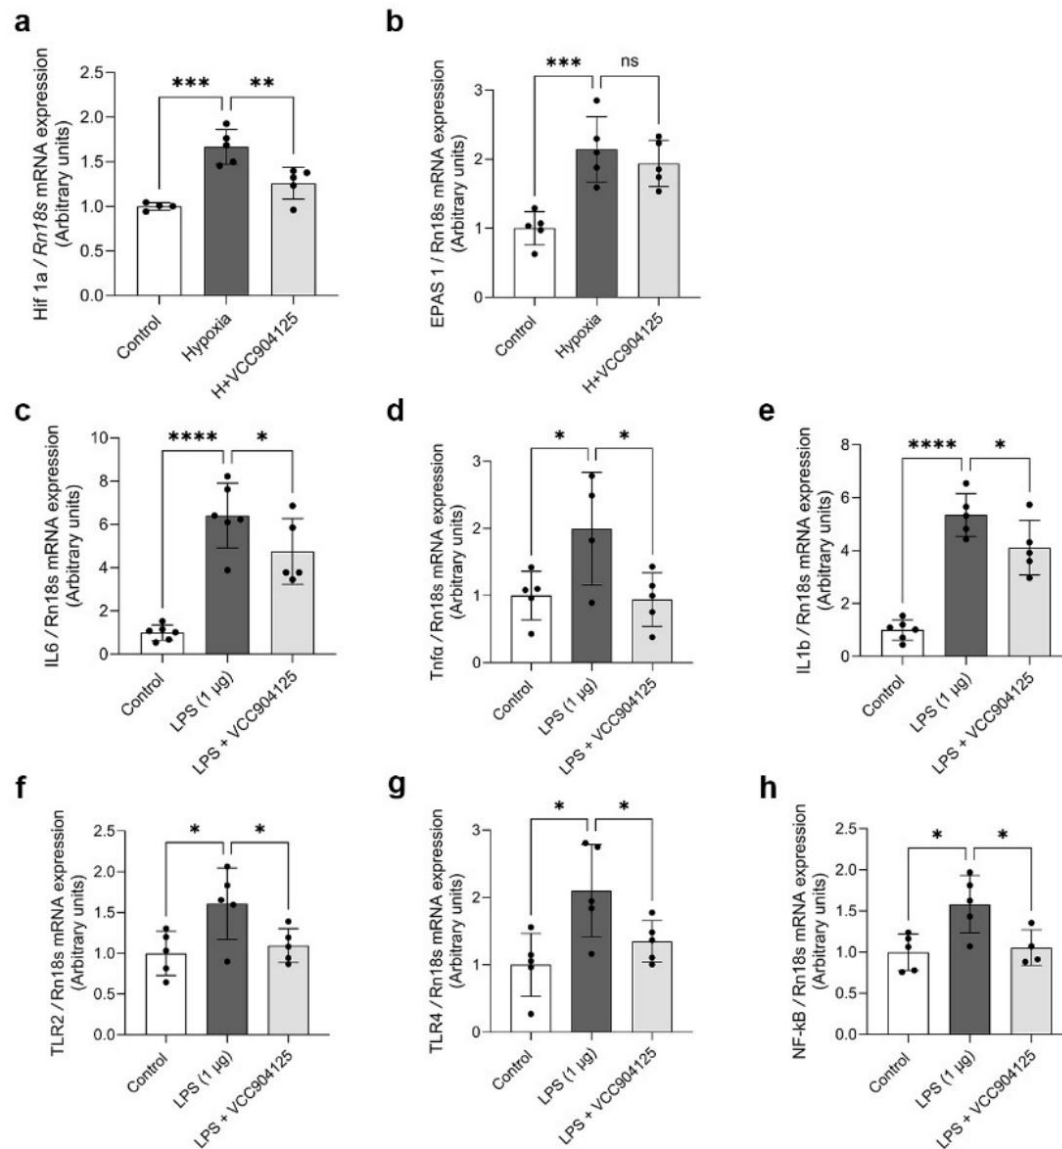 a
Hif 1a / Rn18s mRNA expression
(Arbitrary units)
2.5
2.0
1.5
1.0
0.5
0.0
***
**
Control
Hypoxia
H+VCC904125
b
EPAS 1 / Rn18s mRNA expression
(Arbitrary units)
3
2
1
0
***
ns
Control
Hypoxia
H+VCC904125
c
IL6 / Rn18s mRNA expression
(Arbitrary units)
10
8
6
4
2
0
****
*
Control
LPS (1 µg)
LPS + VCC904125
d
Tnfα / Rn18s mRNA expression
(Arbitrary units)
3
2
1
0
*
*
Control
LPS (1 µg)
LPS + VCC904125
e
IL1b / Rn18s mRNA expression
(Arbitrary units)
8
6
4
2
0
****
*
Control
LPS (1 µg)
LPS + VCC904125
f
TLR2 / Rn18s mRNA expression
(Arbitrary units)
2.5
2.0
1.5
1.0
0.5
0.0
*
*
Control
LPS (1 µg)
LPS + VCC904125
g
TLR4 / Rn18s mRNA expression
(Arbitrary units)
3
2
1
0
*
*
Control
LPS (1 µg)
LPS + VCC904125
h
NF-kB / Rn18s mRNA expression
(Arbitrary units)
2.5
2.0
1.5
1.0
0.5
0.0
*
*
Control
LPS (1 µg)
LPS + VCC904125